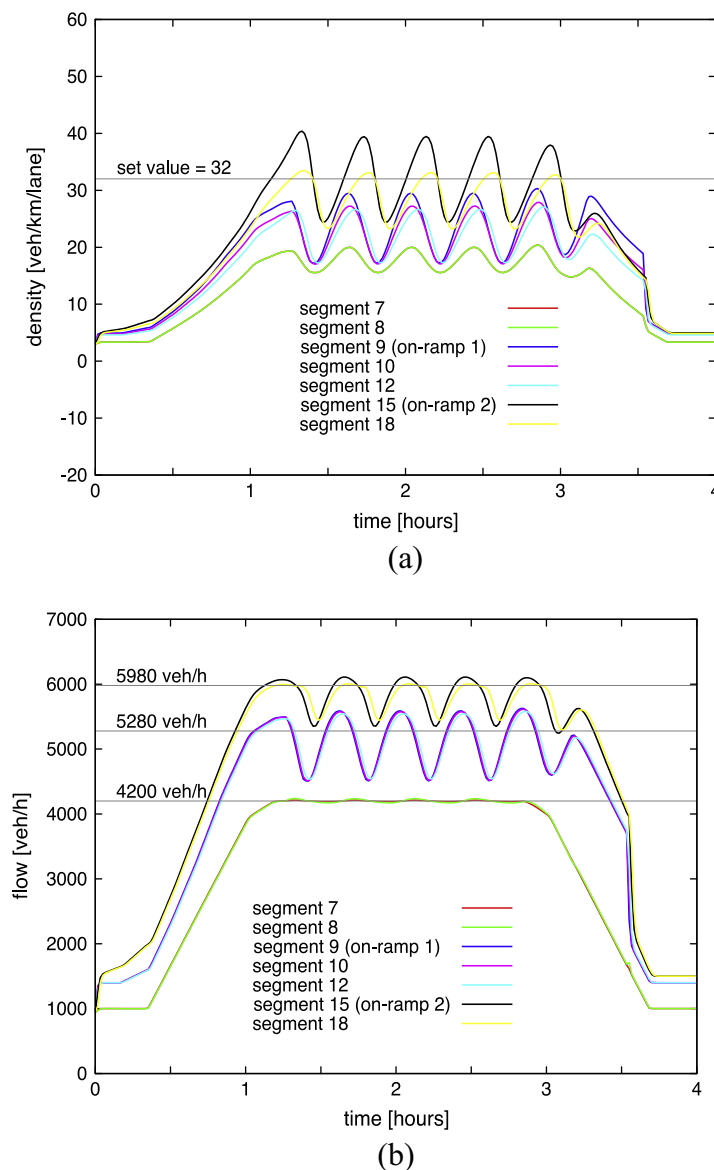 60
50
40
set value = 32
30
20
10
0
-10
-20
density [veh/km/lane]
segment 7
segment 8
segment 9 (on-ramp 1)
segment 10
segment 12
segment 15 (on-ramp 2)
segment 18
0 1 2 3 4
time [hours]
(a)
7000
5980 veh/h
6000
5280 veh/h
5000
4200 veh/h
4000
3000
2000
1000
0
flow [veh/h]
segment 7
segment 8
segment 9 (on-ramp 1)
segment 10
segment 12
segment 15 (on-ramp 2)
segment 18
0 1 2 3 4
time [hours]
(b)